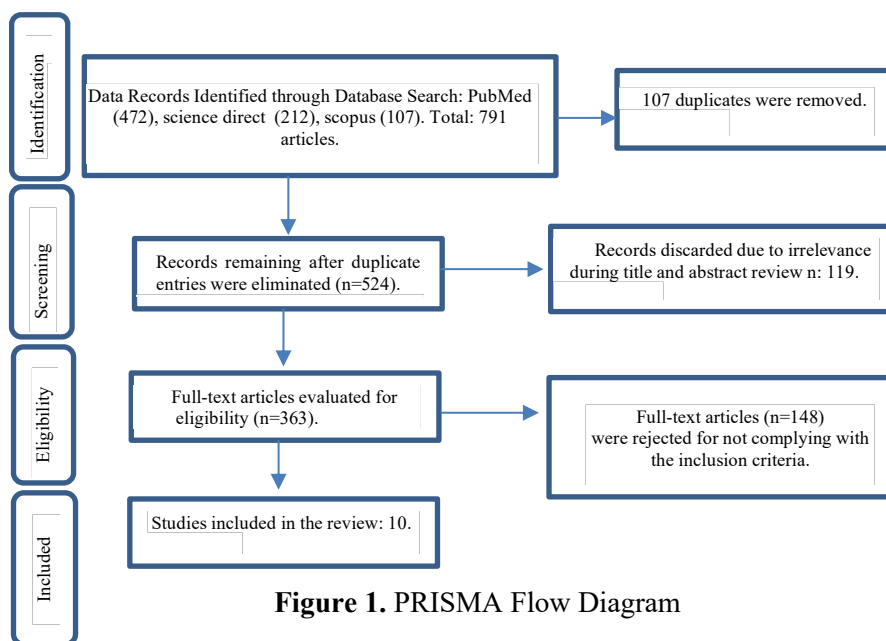 Identification
Data Records Identified through Database Search: PubMed
(472), science direct (212), scopus (107). Total: 791
articles.
107 duplicates were removed.
Screening
Records remaining after duplicate
entries were eliminated (n=524).
Records discarded due to irrelevance
during title and abstract review n: 119.
Eligibility
Full-text articles evaluated for
eligibility (n=363).
Full-text articles (n=148)
were rejected for not complying with
the inclusion criteria.
Included
Studies included in the review: 10.
Figure 1. PRISMA Flow Diagram